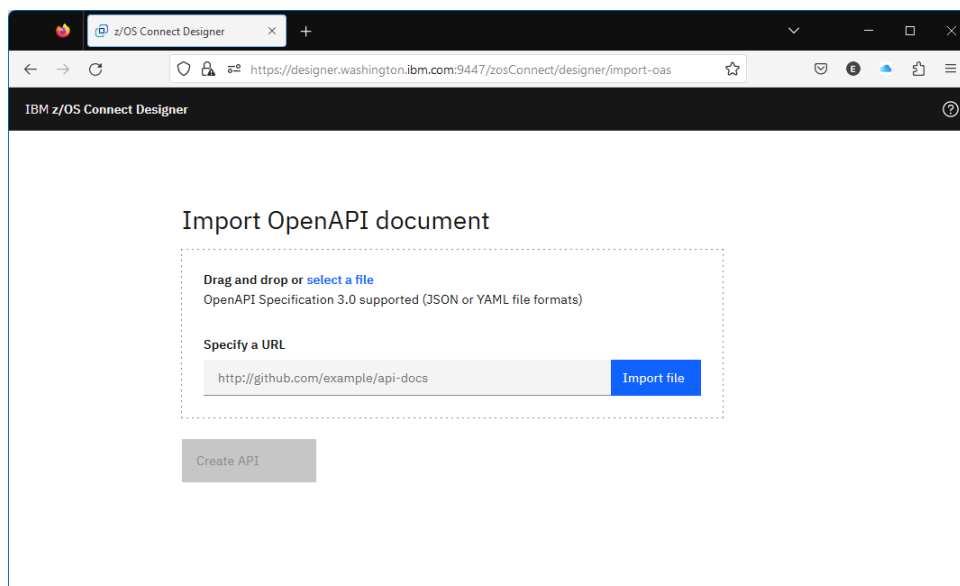 z/OS Connect Designer
https://designer.washington.ibm.com:9447/zosConnect/designer/import-oas
E
IBM z/OS Connect Designer
Import OpenAPI document
Drag and drop or select a file
OpenAPI Specification 3.0 supported (JSON or YAML file formats)
Specify a URL
http://github.com/example/api-docs
Import file
Create API